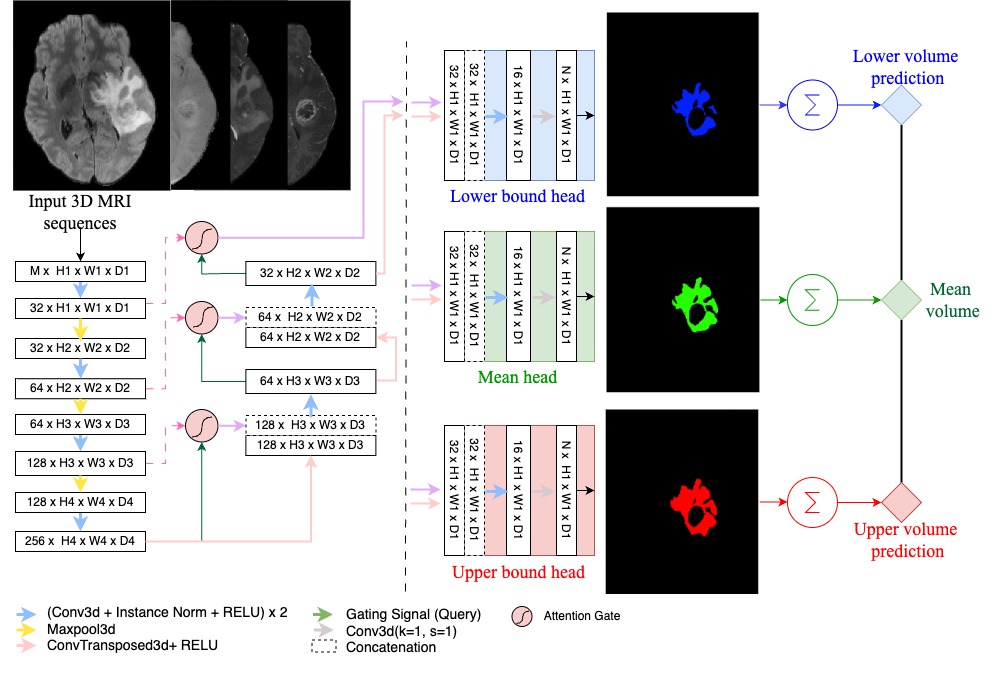 Input 3D MRI
sequences
M x H1 x W1 x D1
32 x H1 x W1 x D1
32 x H2 x W2 x D2
64 x H2 x W2 x D2
64 x H3 x W3 x D3
128 x H3 x W3 x D3
128 x H4 x W4 x D4
256 x H4 x W4 x D4
32 x H2 x W2 x D2
64 x H2 x W2 x D2
64 x H2 x W2 x D2
64 x H3 x W3 x D3
128 x H3 x W3 x D3
128 x H3 x W3 x D3
32 x H1 x W1 x D1
32 x H1 x W1 x D1
16 x H1 x W1 x D1
N x H1 x W1 x D1
Lower bound head
∑
Lower volume
prediction
32 x H1 x W1 x D1
32 x H1 x W1 x D1
16 x H1 x W1 x D1
N x H1 x W1 x D1
Mean head
∑
Mean
volume
32 x H1 x W1 x D1
32 x H1 x W1 x D1
16 x H1 x W1 x D1
N x H1 x W1 x D1
Upper bound head
∑
Upper volume
prediction
(Conv3d + Instance Norm + RELU) x 2
Maxpool3d
ConvTransposed3d+ RELU
Gating Signal (Query)
Conv3d(k=1, s=1)
Concatenation
Attention Gate